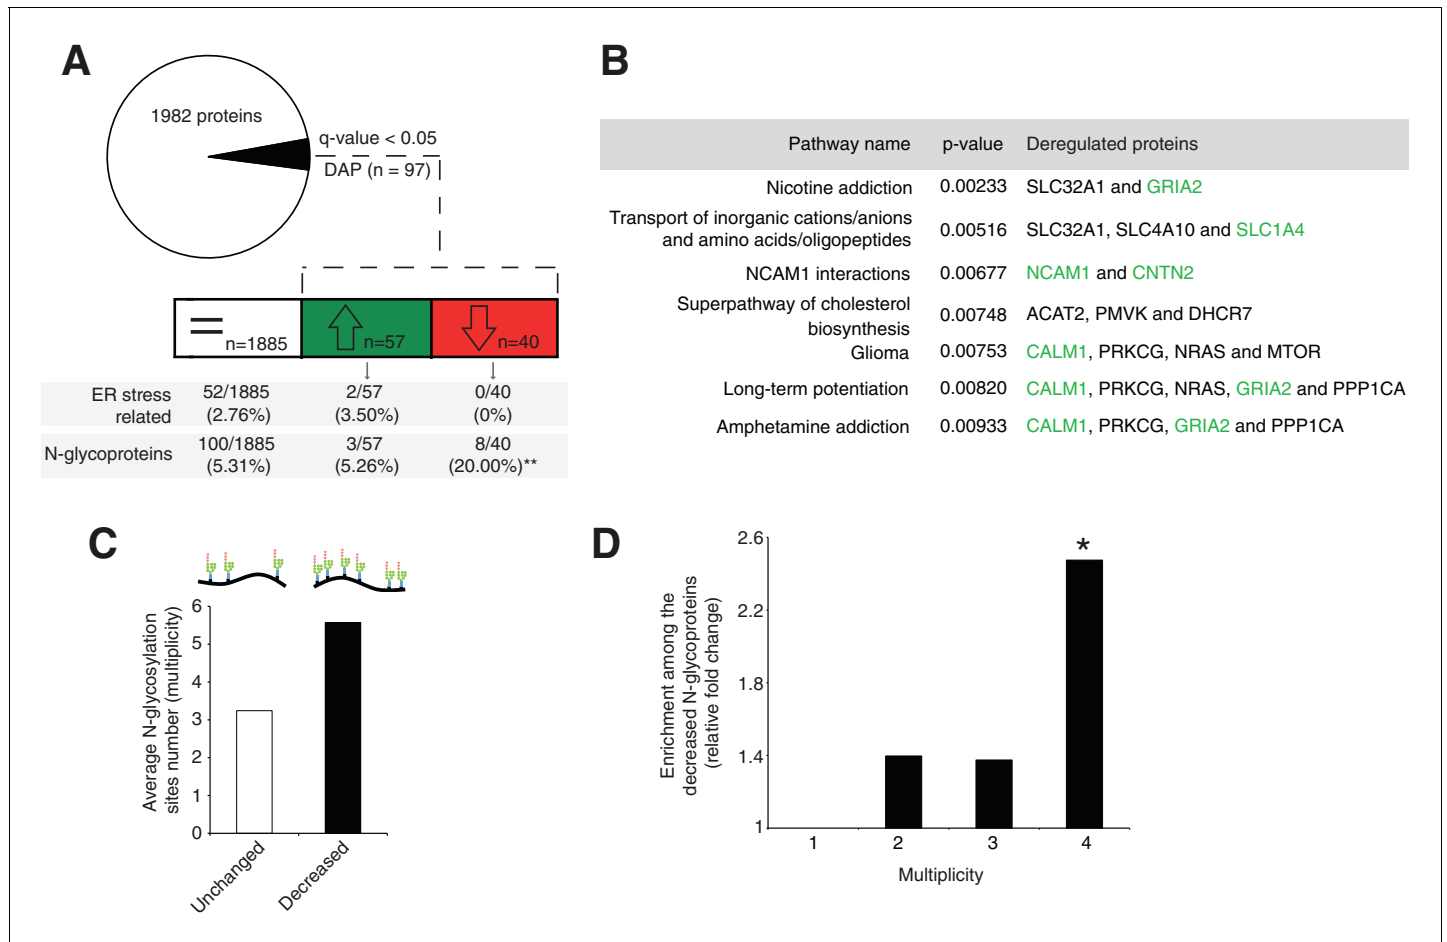 A
1982 proteins
q-value < 0.05
DAP (n = 97)
= n=1885
n=57
n=40
ER stress related
52/1885 (2.76%)
2/57 (3.50%)
0/40 (0%)
N-glycoproteins
100/1885 (5.31%)
3/57 (5.26%)
8/40 (20.00%)**
B
Pathway name p-value Deregulated proteins
Nicotine addiction 0.00233 SLC32A1 and GRIA2
Transport of inorganic cations/anions
and amino acids/oligopeptides 0.00516 SLC32A1, SLC4A10 and SLC1A4
NCAM1 interactions 0.00677 NCAM1 and CNTN2
Superpathway of cholesterol
biosynthesis 0.00748 ACAT2, PMVK and DHCR7
Glioma 0.00753 CALM1, PRKCG, NRAS and MTOR
Long-term potentiation 0.00820 CALM1, PRKCG, NRAS, GRIA2 and PPP1CA
Amphetamine addiction 0.00933 CALM1, PRKCG, GRIA2 and PPP1CA
C
Average N-glycosylation
sites number (multiplicity)
6
5
4
3
2
1
0
Unchanged
Decreased
D
Enrichment among the
decreased N-glycoproteins
(relative fold change)
2.6
2.2
1.8
1.4
1
*
1 2 3 4
Multiplicity